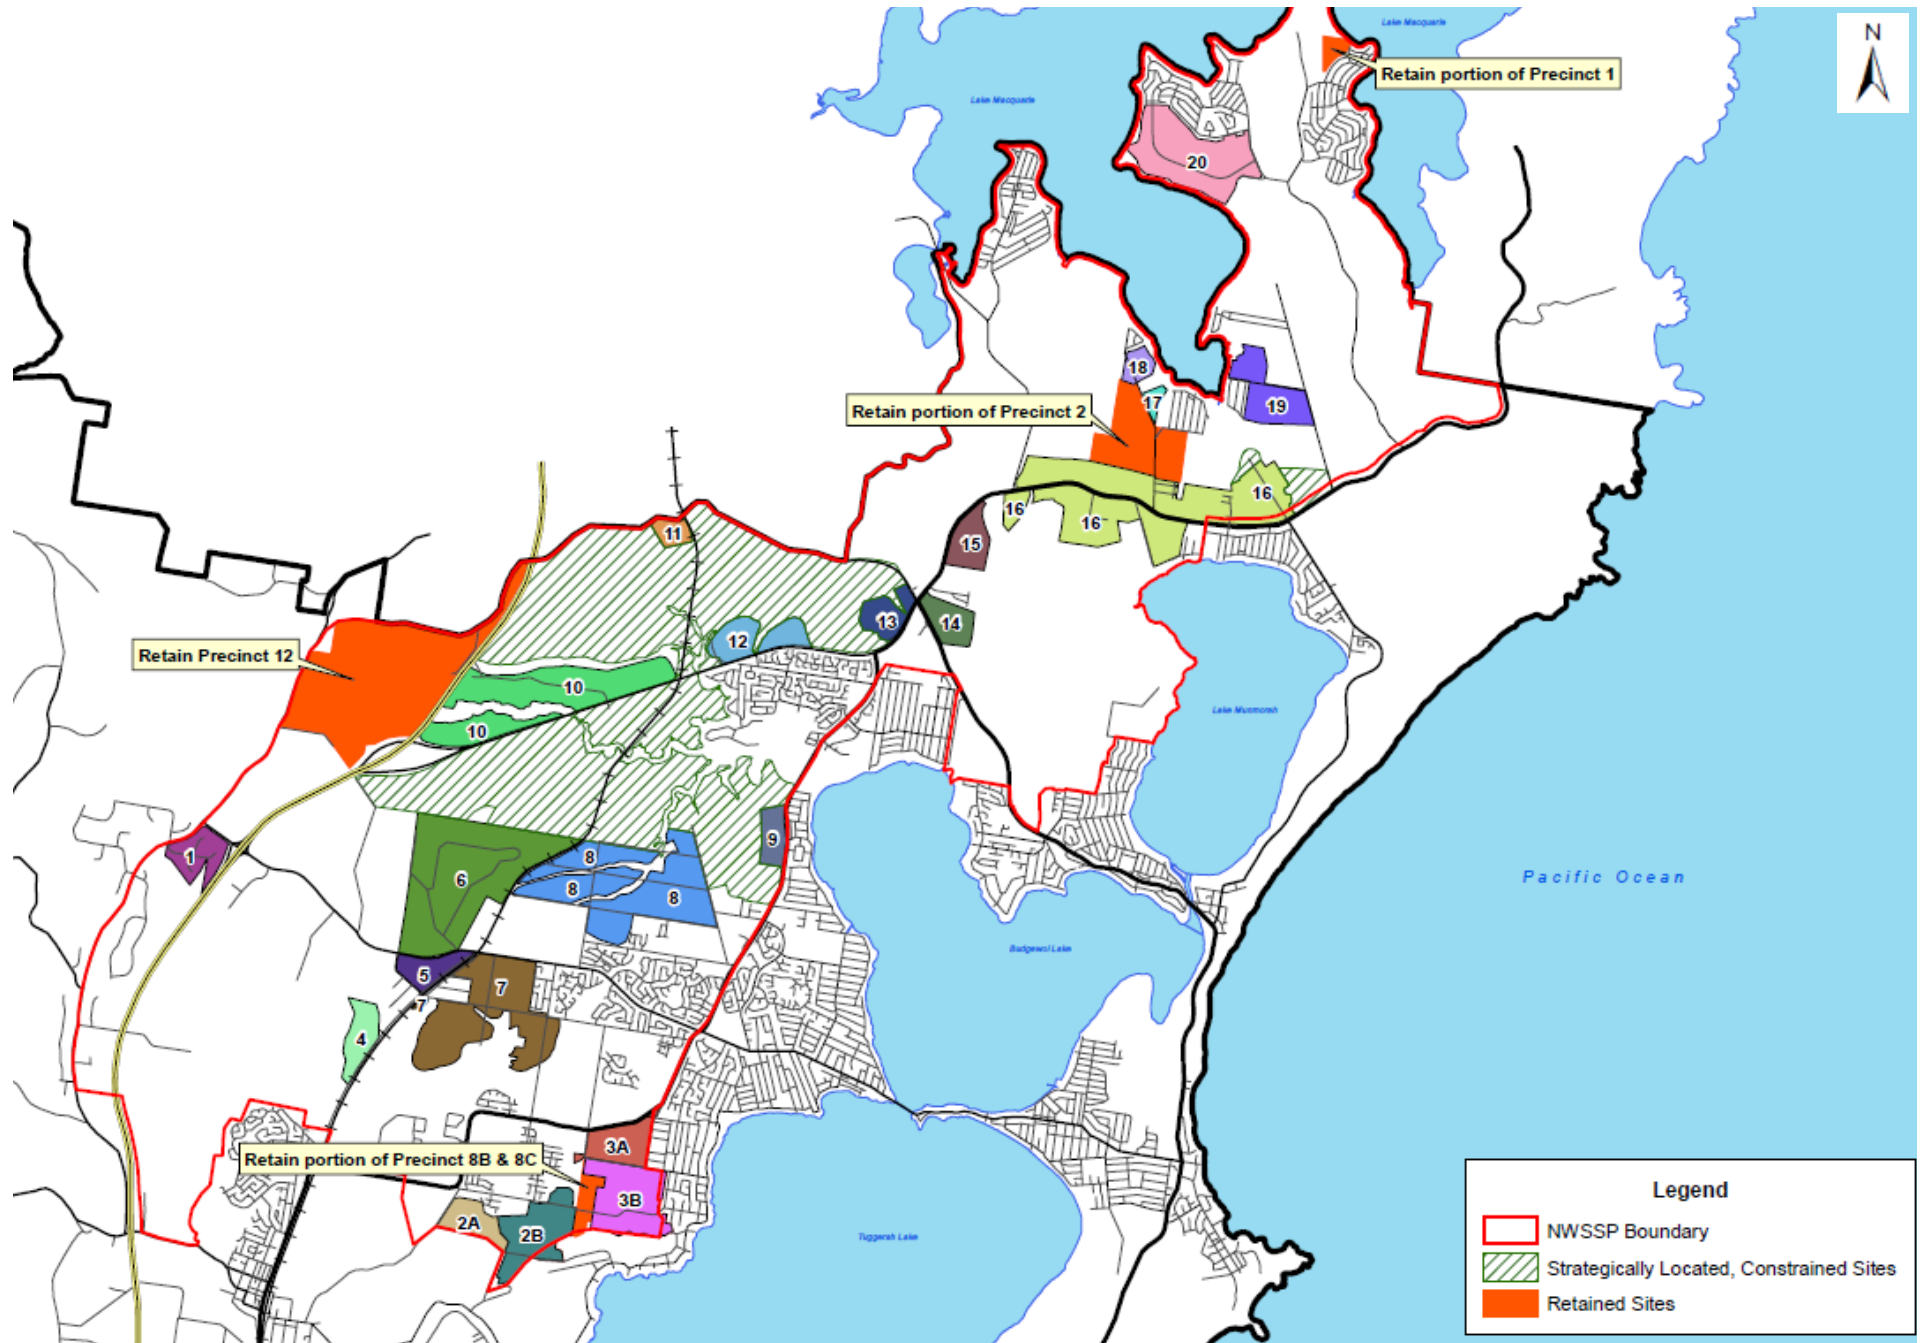 Lake Macquarie
N
Retain portion of Precinct 1
Lake Macquarie
20
18
17
19
Retain portion of Precinct 2
16
16
16
15
11
13
14
12
Retain Precinct 12
10
10
Lake Munmorah
1
9
8
8
8
6
Pacific Ocean
Budgewoi Lake
5
7
7
4
3A
Retain portion of Precinct 8B & 8C
3B
2A
2B
Tuggerah Lake
Legend
NWSSP Boundary
Strategically Located, Constrained Sites
Retained Sites